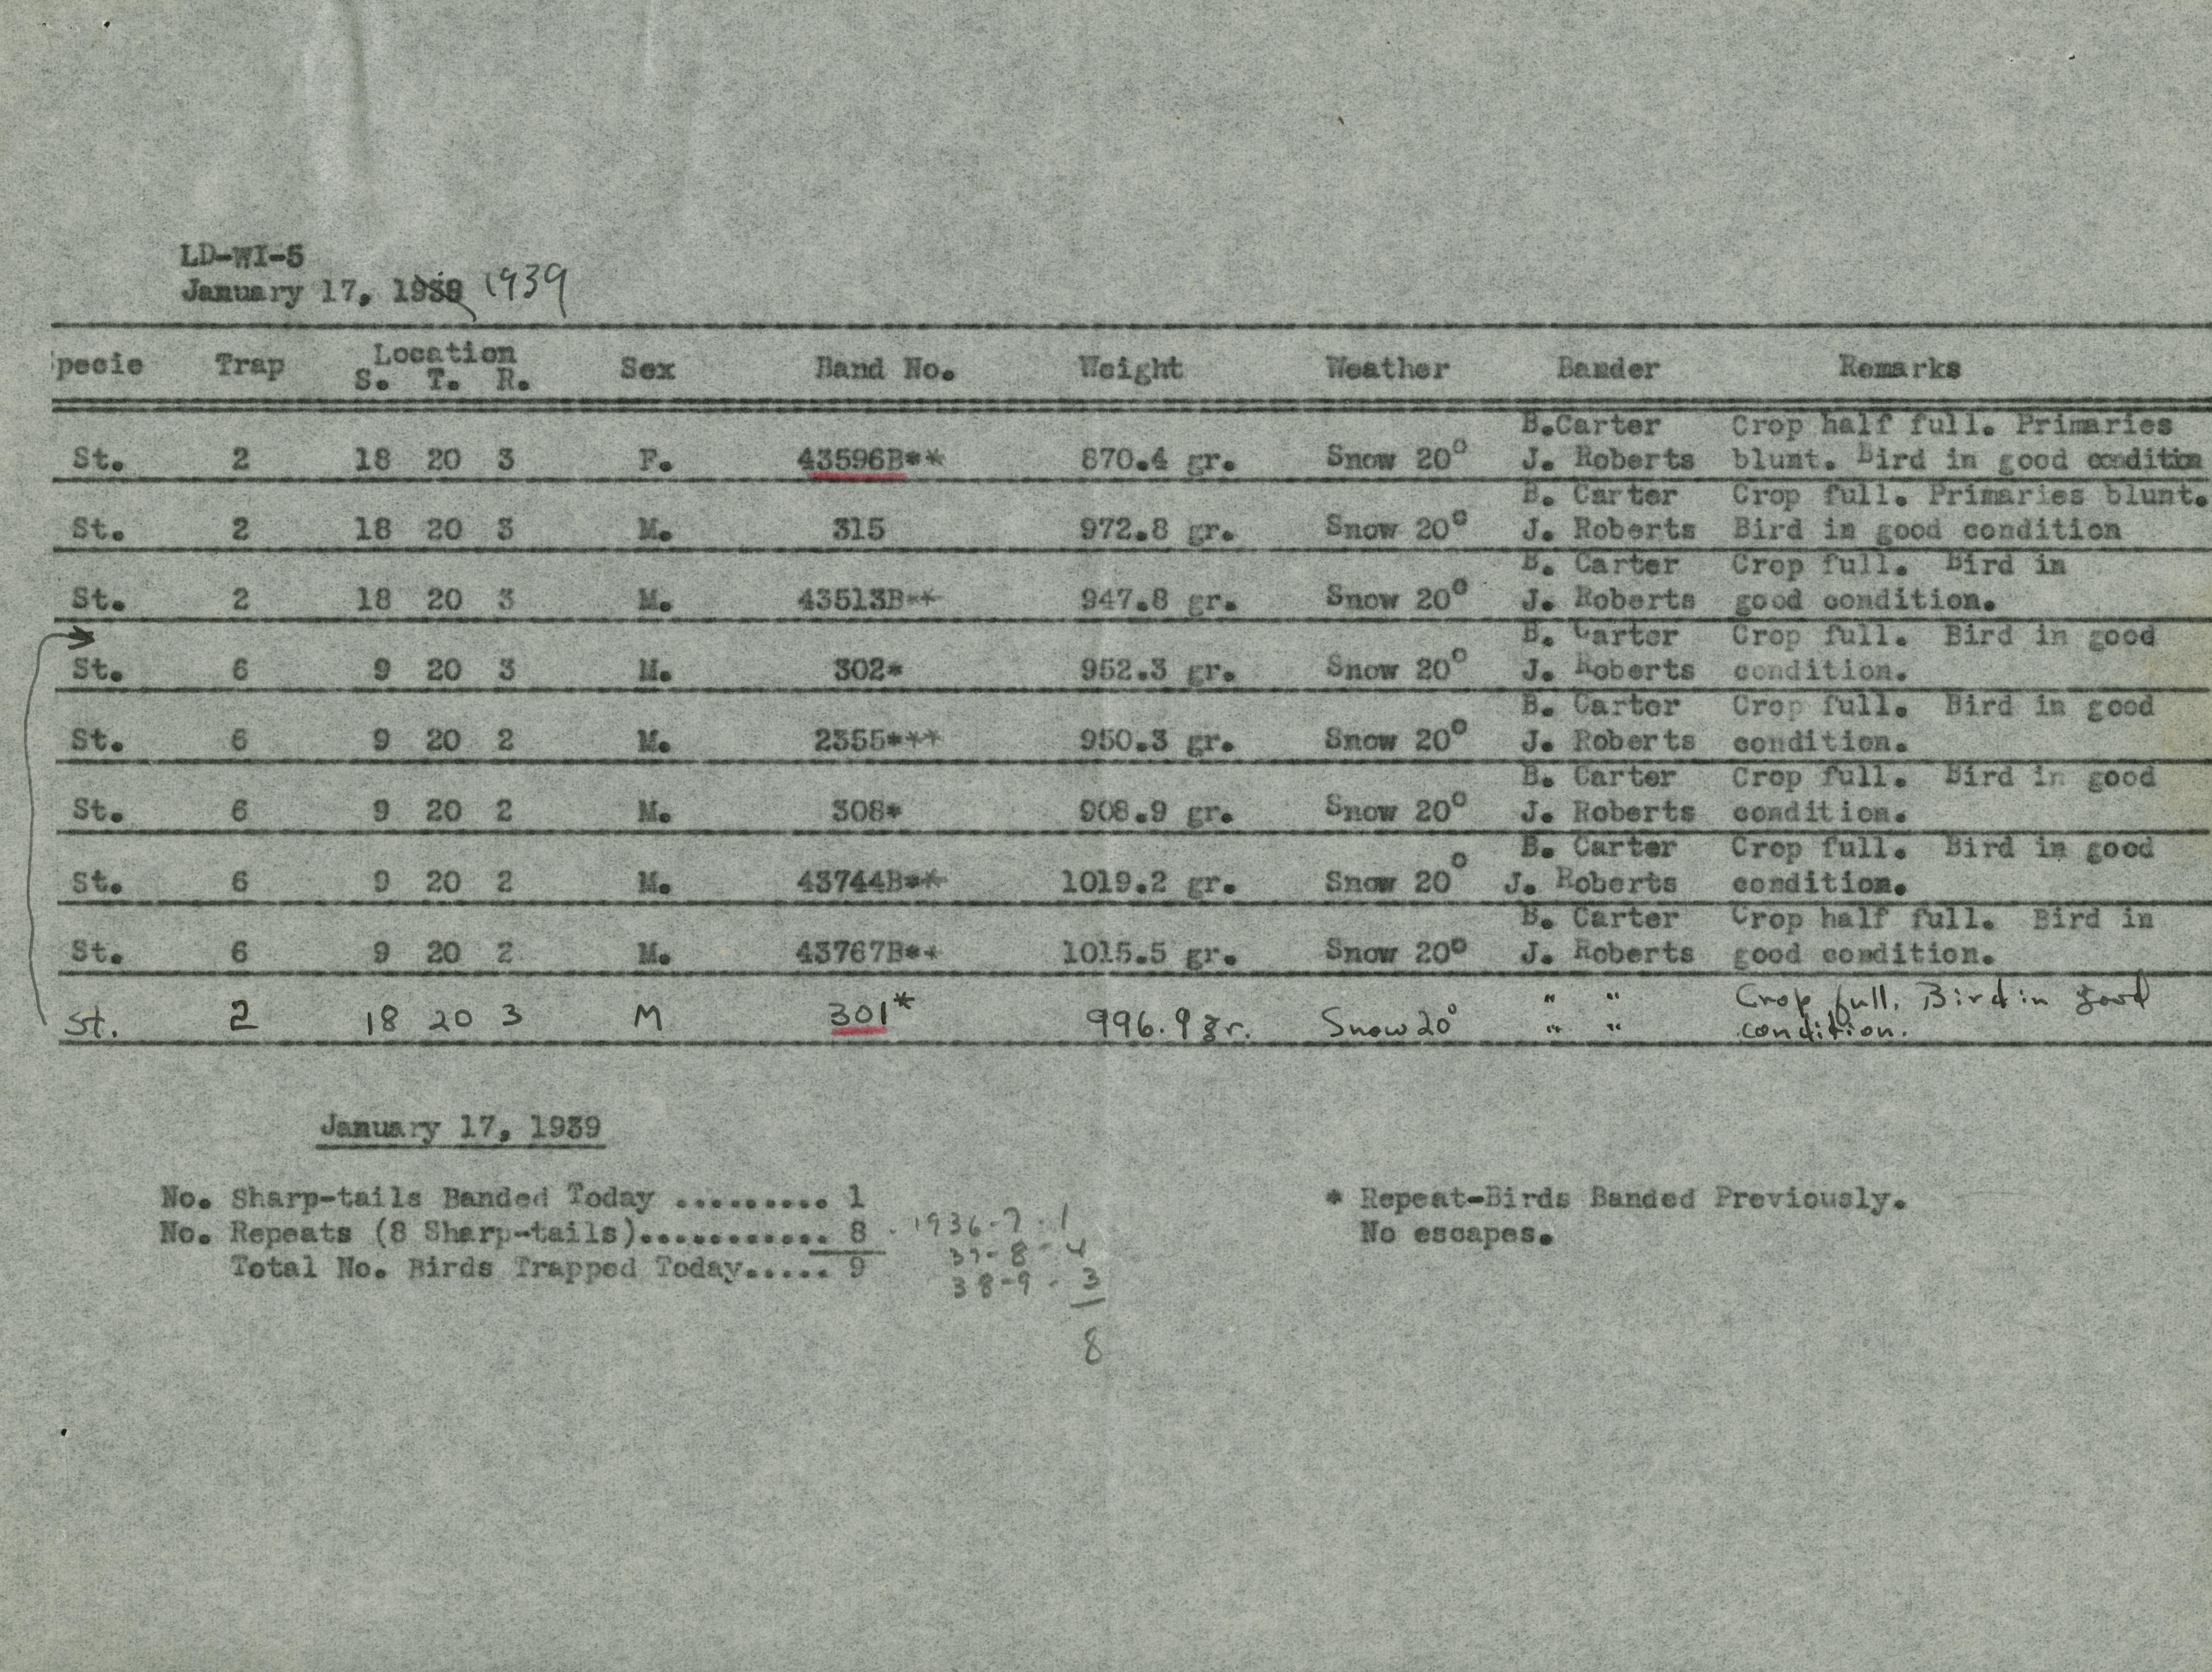 LD-WI-5
January 17, 1939 1939
pecie Trap Location Sex Band No. Weight Weather Bander Remarks
S. T. R.
B.Carter Crop half full. Primaries
St. 2 18 20 3 F. 43596B** 870.4 gr. Snow 20° J. Roberts blunt. Bird in good condition
B. Carter Crop full. Primaries blunt.
St. 2 18 20 3 M. 315 972.8 gr. Snow 20° J. Roberts Bird in good condition
B. Carter Crop full. Bird in
St. 2 18 20 3 M. 43513B** 947.8 gr. Snow 20° J. Roberts good condition.
B. Carter Crop full. Bird in good
St. 6 9 20 3 M. 302* 952.3 gr. Snow 20° J. Roberts condition.
B. Carter Crop full. Bird in good
St. 6 9 20 2 M. 2355*** 950.3 gr. Snow 20° J. Roberts condition.
B. Carter Crop full. Bird in good
St. 6 9 20 2 M. 308* 908.9 gr. Snow 20° J. Roberts condition.
B. Carter Crop full. Bird in good
St. 6 9 20 2 M. 43744B** 1019.2 gr. Snow 20° J. Roberts condition.
B. Carter Crop half full. Bird in
St. 6 9 20 2 M. 43767B** 1015.5 gr. Snow 20° J. Roberts good condition.
" " Crop full. Bird in good
St. 2 18 20 3 M 301* 996.9 gr. Snow 20° " " condition.
January 17, 1939
No. Sharp-tails Banded Today ......... 1 * Repeat-Birds Banded Previously.
No. Repeats (8 Sharp-tails)............ 8 . 1936-7 - 1 No escapes.
37-8 - 4
Total No. Birds Trapped Today..... 9
38-9 - 3
8